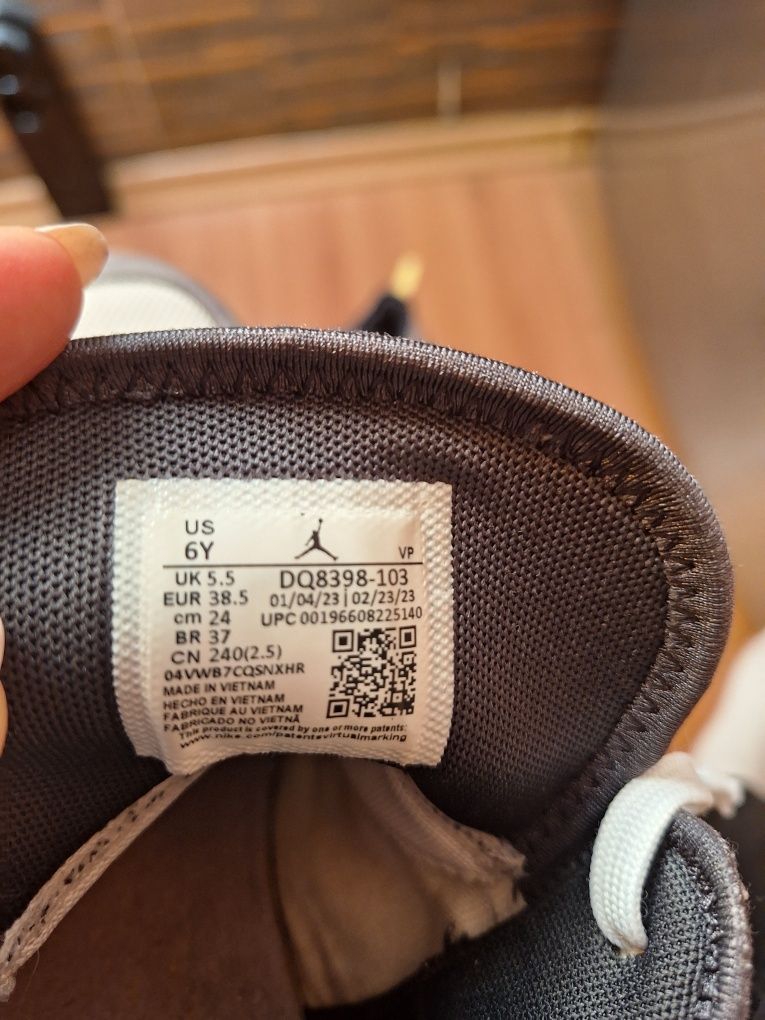 US
6Y
VP
UK 5.5 DQ8398-103
EUR 38.5 01/04/23 | 02/23/23
cm 24 UPC 00196608225140
BR 37
CN 240(2.5)
04VWB7CQSNXHR
MADE IN VIETNAM
HECHO EN VIETNAM
FABRIQUE AU VIETNAM
FABRICADO NO VIETNÃ
This product is covered by one or more patents:
www.nike.com/patentsvirtualmarking